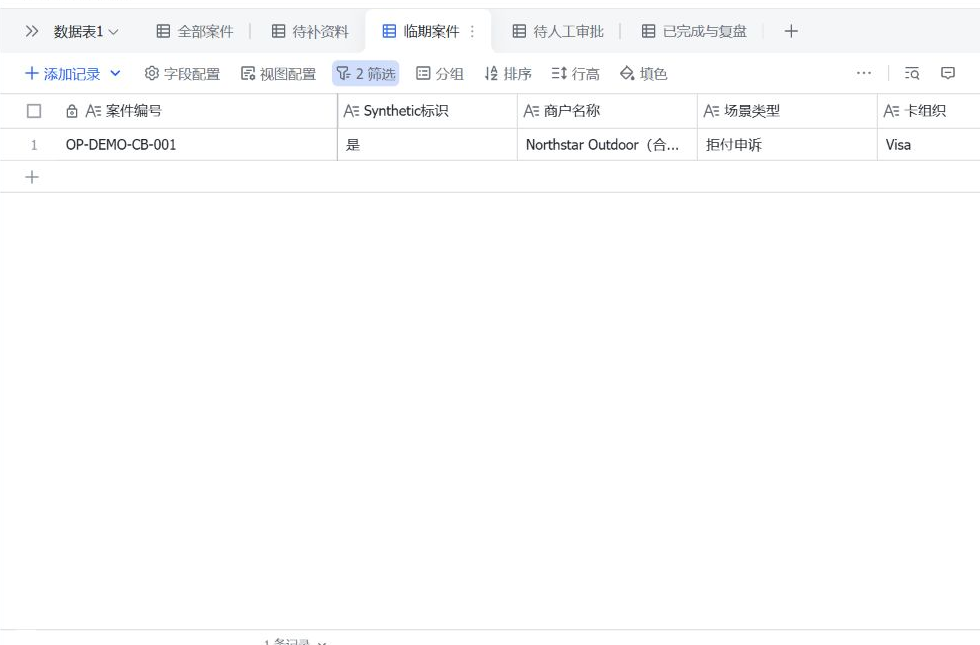 数据表1 全部案件 待补资料 临期案件 待人工审批 已完成与复盘
添加记录 字段配置 视图配置 2 筛选 分组 排序 行高 填色
案件编号 Synthetic标识 商户名称 场景类型 卡组织
1 OP-DEMO-CB-001 是 Northstar Outdoor（合... 拒付申诉 Visa
1 条记录